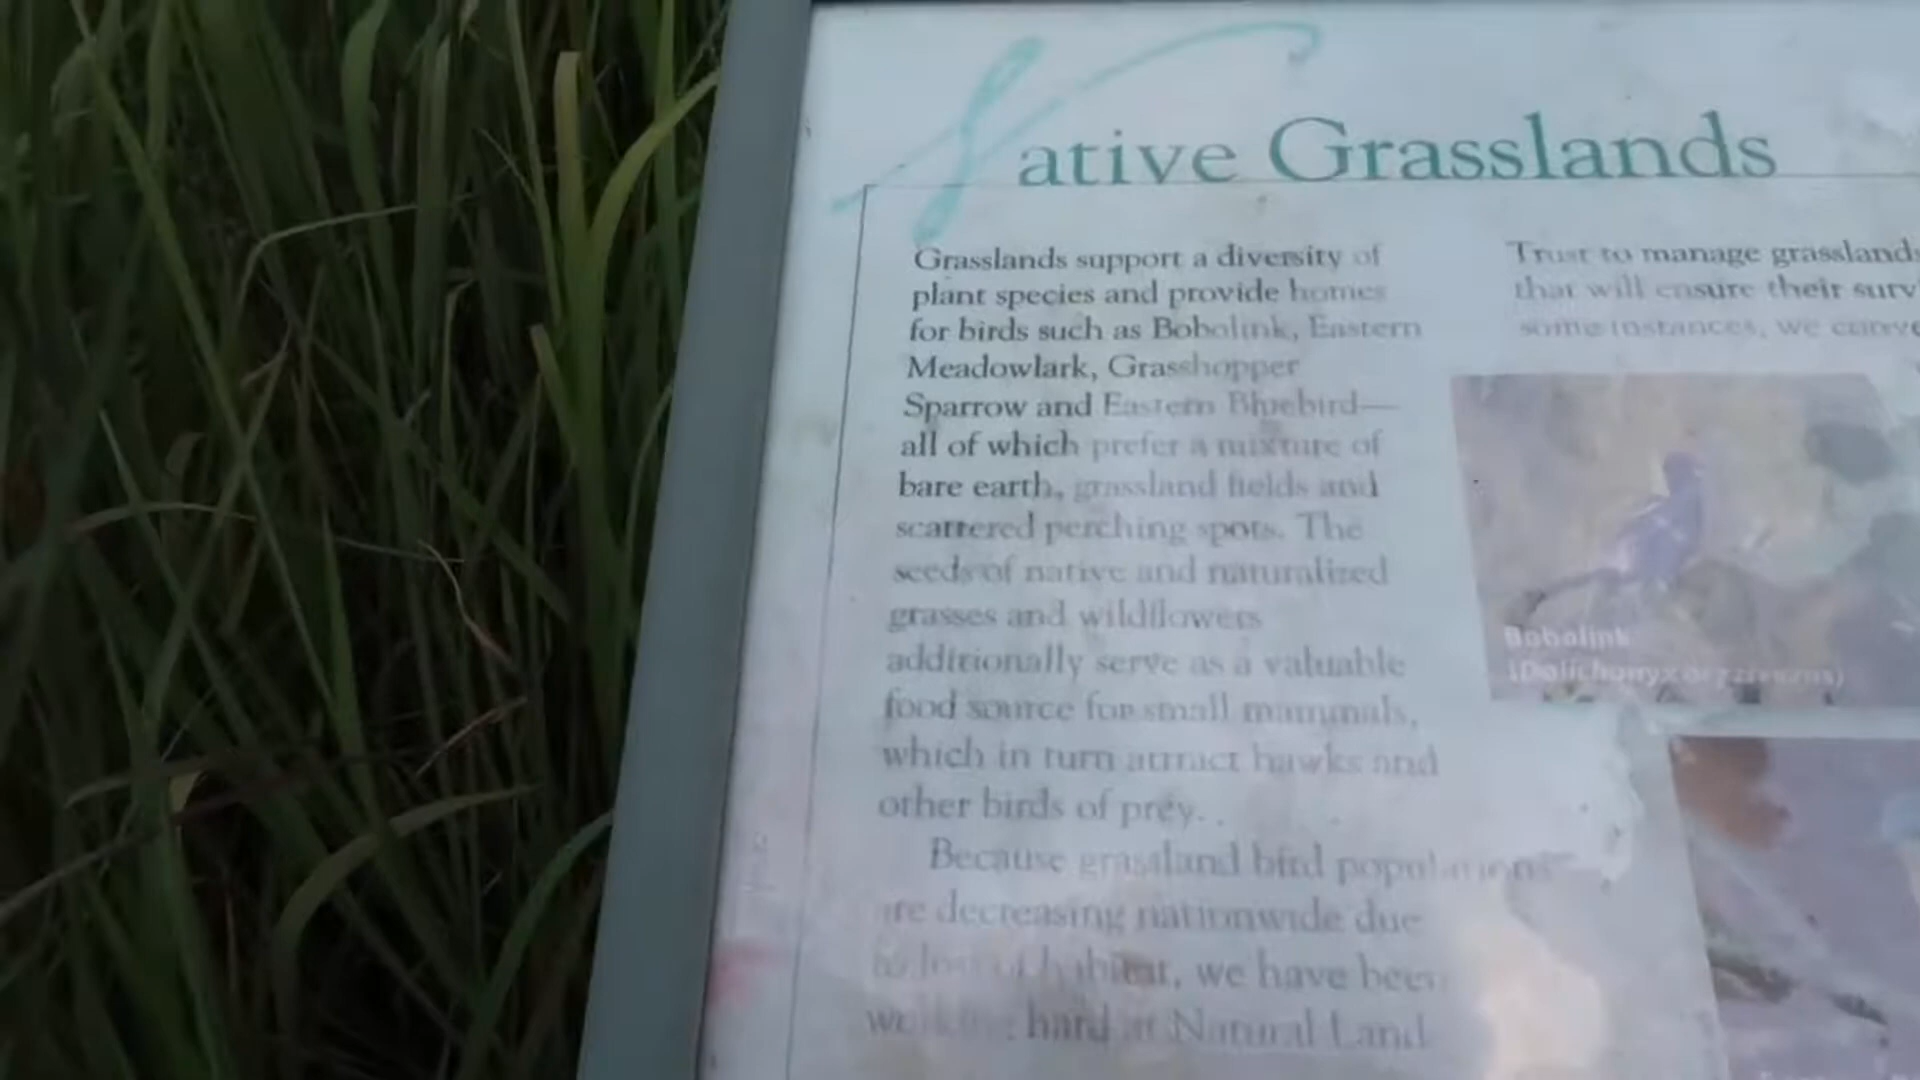 Native Grasslands
Grasslands support a diversity of
plant species and provide homes
for birds such as Bobolink, Eastern
Meadowlark, Grasshopper
Sparrow and Eastern Bluebird—
all of which prefer a mixture of
bare earth, grassland fields and
scattered perching spots. The
seeds of native and naturalized
grasses and wildflowers
additionally serve as a valuable
food source for small mammals,
which in turn attract hawks and
other birds of prey.
Because grassland bird populations
are decreasing nationwide due
to loss of habitat, we have been
working hard at Natural Land
Trust to manage grasslands
that will ensure their surv
some instances, we conve
Bobolink
(Dolichonyx oryzivorus)